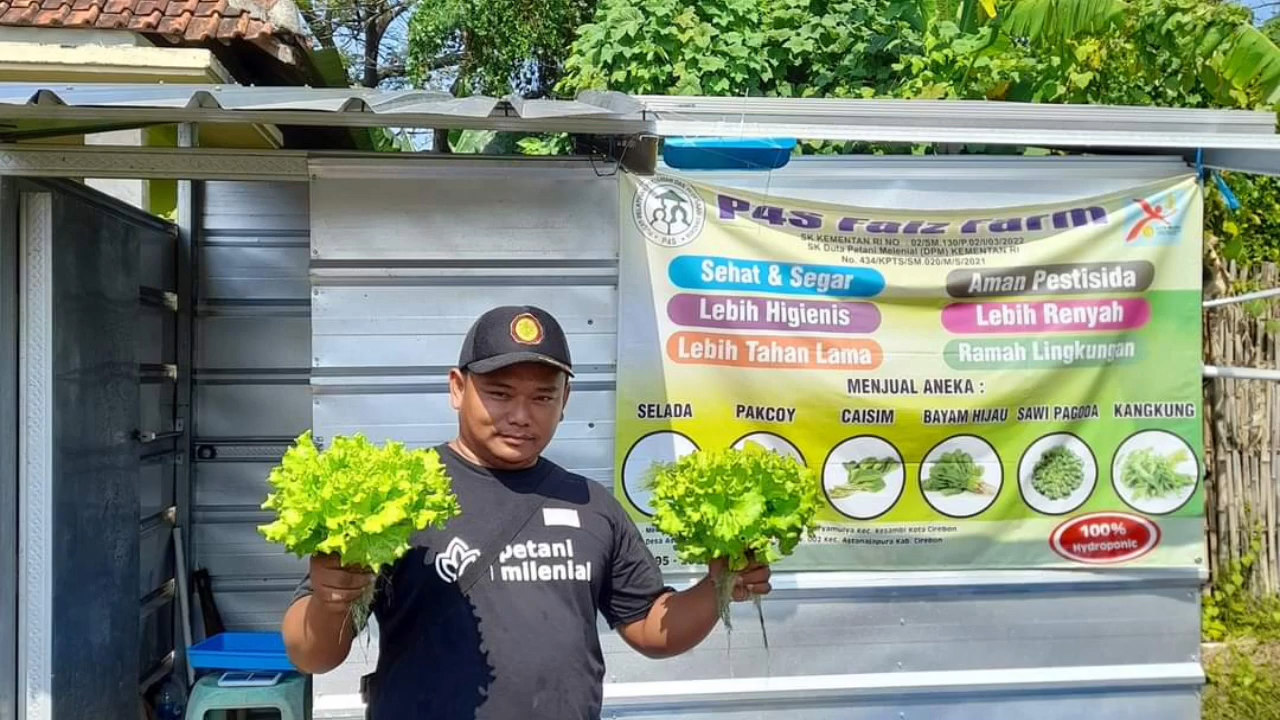 P4S Faiz Farm
SK KEMENTAN.RI NO. : 02/SM.130/P.02/I/03/2022
SK Duta Petani Melenial (DPM) KEMENTAN RI
No. 434/KPTS/SM.020/M/S/2021
Sehat & Segar
Aman Pestisida
Lebih Higienis
Lebih Renyah
Lebih Tahan Lama
Ramah Lingkungan
MENJUAL ANEKA :
SELADA PAKCOY CAISIM BAYAM HIJAU SAWI PAGODA KANGKUNG
Kec. Kesambi Kota Cirebon
002 Kec. Astanajapura Kab. Cirebon
100%
Hydroponic
P4S
petani
milenial